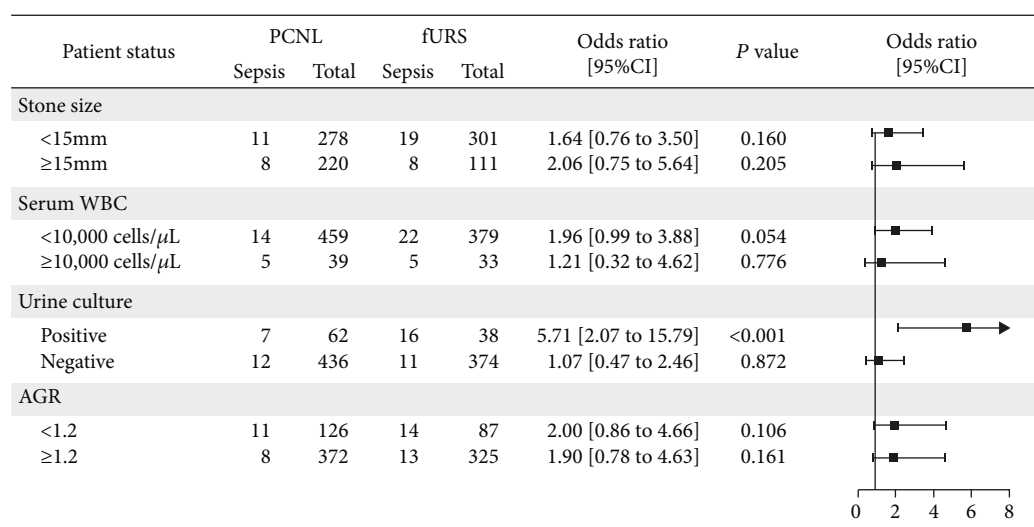 Patient status PCNL fURS Odds ratio [95%CI] P value Odds ratio [95%CI]
Sepsis Total Sepsis Total
Stone size
<15mm 11 278 19 301 1.64 [0.76 to 3.50] 0.160
≥15mm 8 220 8 111 2.06 [0.75 to 5.64] 0.205
Serum WBC
<10,000 cells/μL 14 459 22 379 1.96 [0.99 to 3.88] 0.054
≥10,000 cells/μL 5 39 5 33 1.21 [0.32 to 4.62] 0.776
Urine culture
Positive 7 62 16 38 5.71 [2.07 to 15.79] <0.001
Negative 12 436 11 374 1.07 [0.47 to 2.46] 0.872
AGR
<1.2 11 126 14 87 2.00 [0.86 to 4.66] 0.106
≥1.2 8 372 13 325 1.90 [0.78 to 4.63] 0.161
0 2 4 6 8